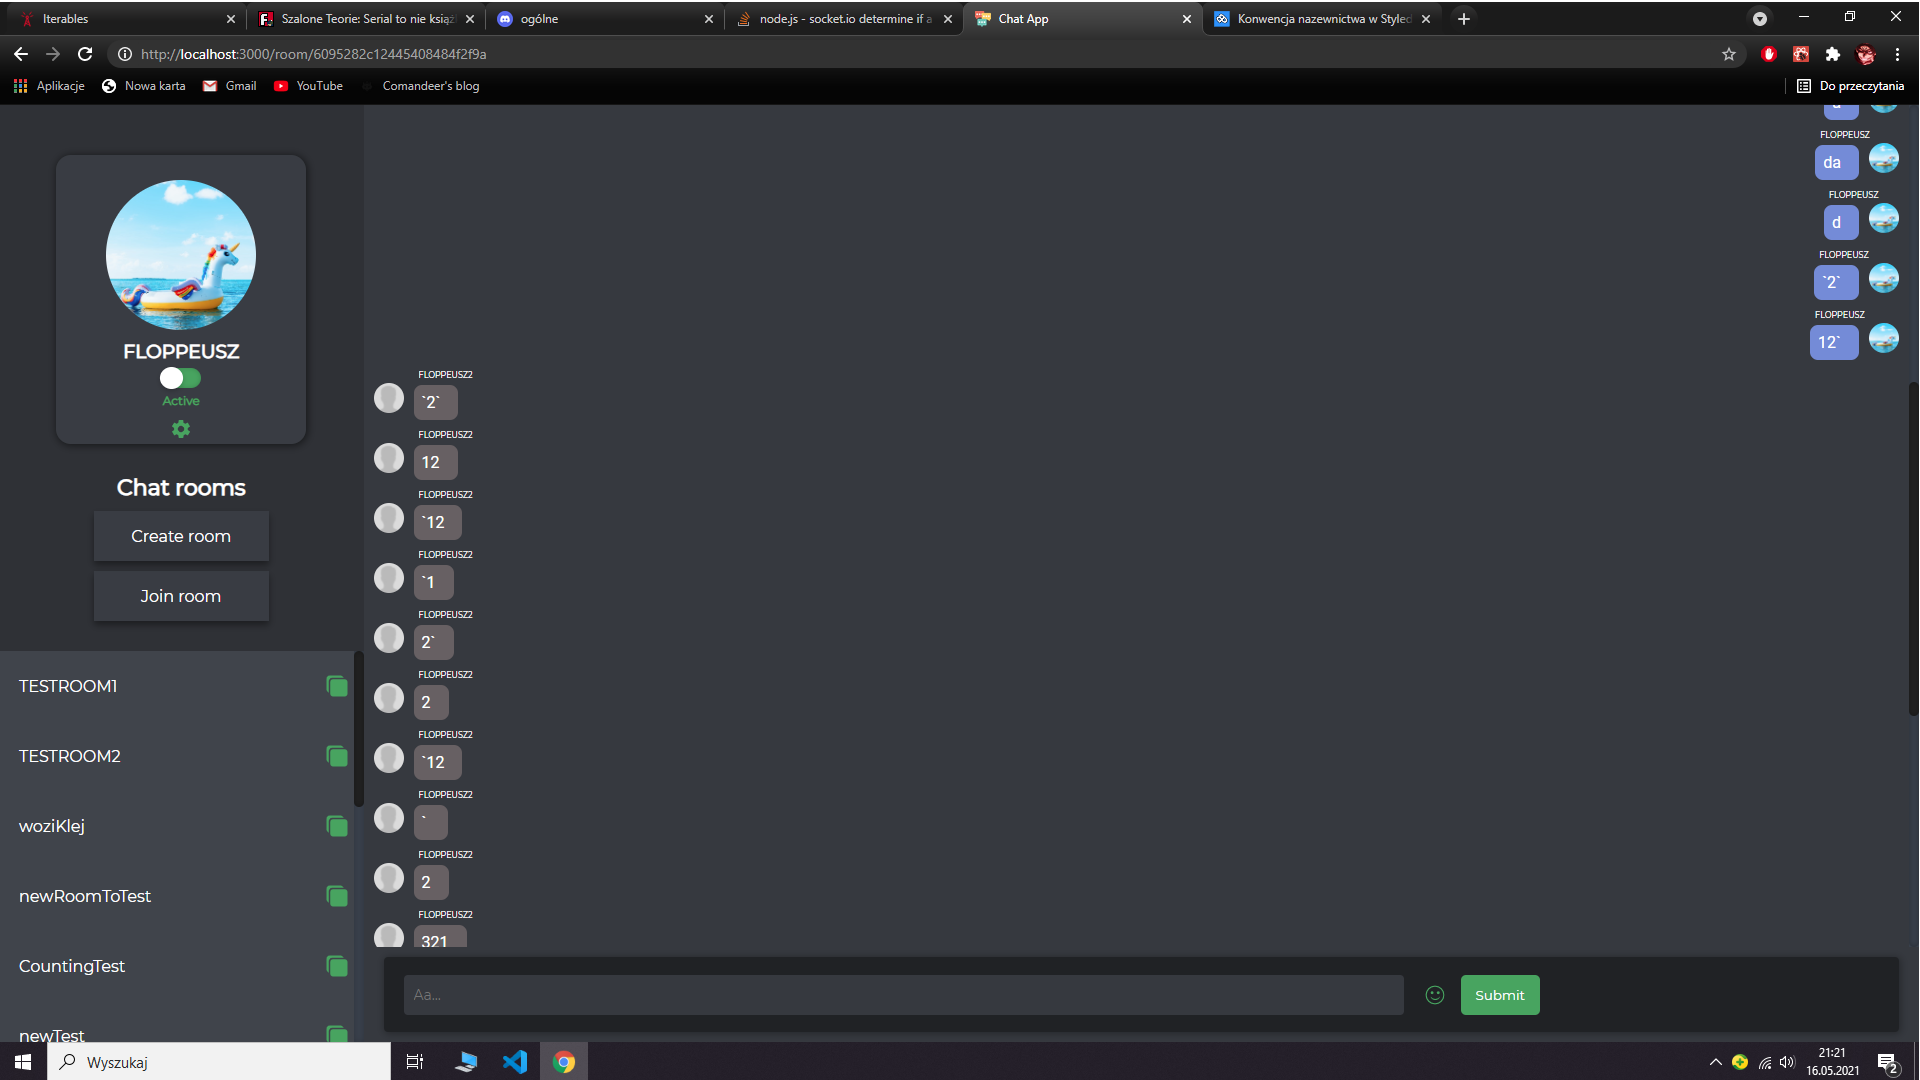 Iterables
Szalone Teorie: Serial to nie książ
ogólne
node.js - socket.io determine if a
Chat App
Konwencja nazewnictwa w Styled
http://localhost:3000/room/6095282c12445408484f2f9a
Aplikacje
Nowa karta
Gmail
YouTube
Comandeer's blog
Do przeczytania
FLOPPEUSZ
Active
Chat rooms
Create room
Join room
TESTROOM1
TESTROOM2
woziKlej
newRoomToTest
CountingTest
newTest
FLOPPEUSZ
da
FLOPPEUSZ
d
FLOPPEUSZ
`2`
FLOPPEUSZ
12`
FLOPPEUSZ2
`2`
FLOPPEUSZ2
12
FLOPPEUSZ2
`12
FLOPPEUSZ2
`1
FLOPPEUSZ2
2`
FLOPPEUSZ2
2
FLOPPEUSZ2
`12
FLOPPEUSZ2
`
FLOPPEUSZ2
2
FLOPPEUSZ2
321
Aa...
Submit
Wyszukaj
21:21
16.05.2021
2